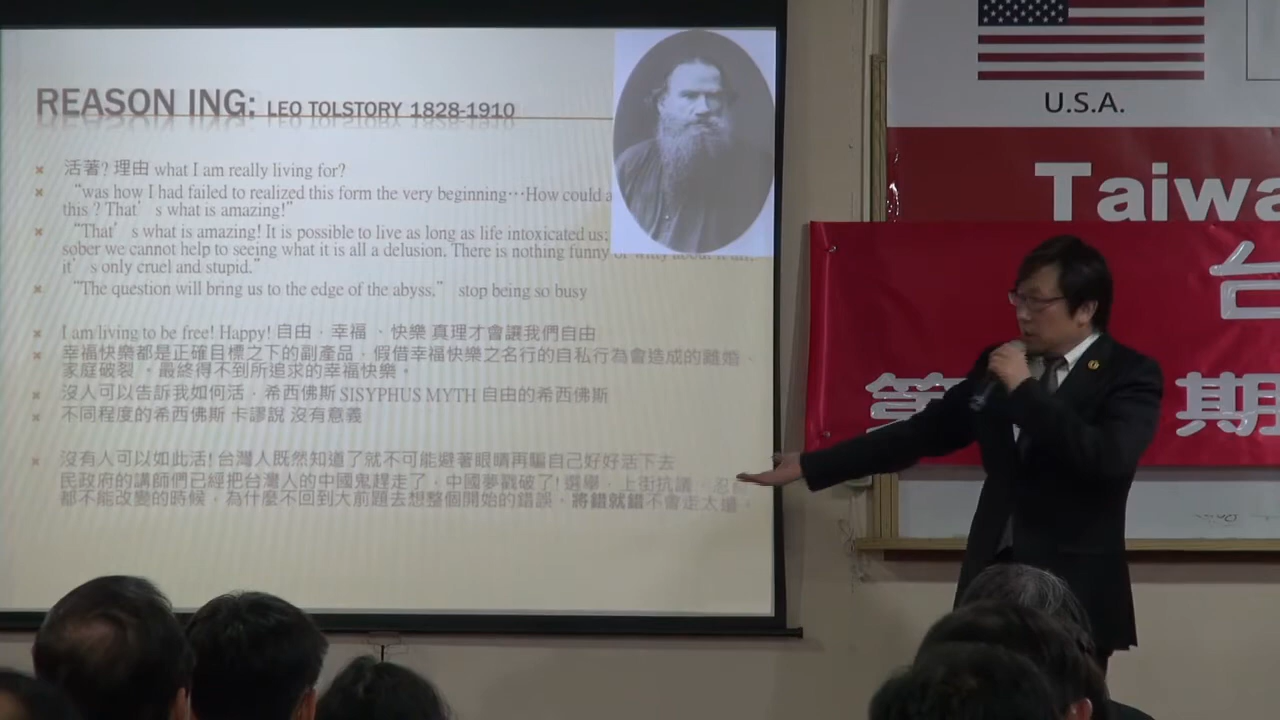 REASON ING: LEO TOLSTORY 1828-1910
活著? 理由 what I am really living for?
“was how I had failed to realized this form the very beginning…How could a
this ? That’s what is amazing!”
“That’s what is amazing! It is possible to live as long as life intoxicated us;
sober we cannot help to seeing what it is all a delusion. There is nothing funny
it’s only cruel and stupid.”
“The question will bring us to the edge of the abyss.” stop being so busy
I am living to be free! Happy! 自由、幸福 、快樂 真理才會讓我們自由
幸福快樂都是正確目標之下的副產品，假借幸福快樂之名行的自私行為會造成的離婚、
家庭破裂 ，最終得不到所追求的幸福快樂。
沒人可以告訴我如何活，希西佛斯 SISYPHUS MYTH 自由的希西佛斯
不同程度的希西佛斯 卡謬說 沒有意義
沒有人可以如此活! 台灣人既然知道了就不可能避著眼睛再騙自己好好活下去
民政府的講師們已經把台灣人的中國鬼趕走了，中國夢戳破了! 選舉，上街抗議
都不能改變的時候，為什麼不回到大前題去想整個開始的錯誤，將錯就錯不會走太遠。
U.S.A.
Taiwa
台
第 期